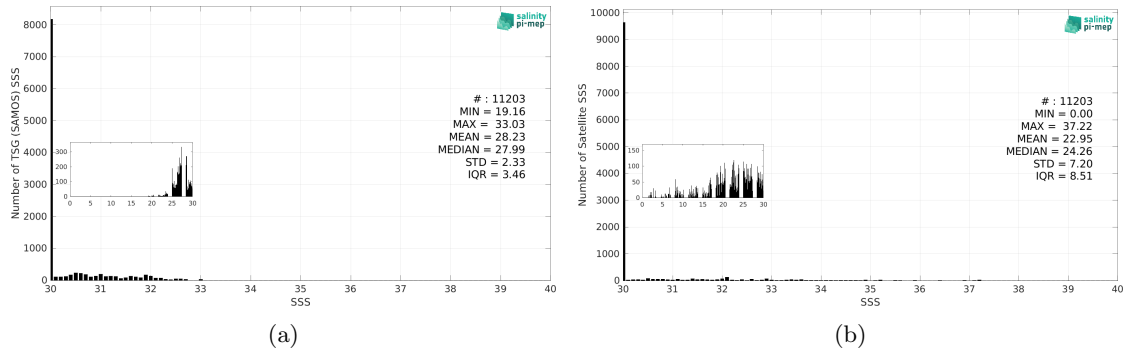 8000
7000
6000
5000
4000
3000
2000
1000
0
Number of TSG (SAMOS) SSS
salinity
pi-mep
# : 11203
MIN = 19.16
MAX = 33.03
MEAN = 28.23
MEDIAN = 27.99
STD = 2.33
IQR = 3.46
300
200
100
0
0 5 10 15 20 25 30
30 31 32 33 34 35 36 37 38 39 40
SSS
(a)
10000
9000
8000
7000
6000
5000
4000
3000
2000
1000
0
Number of Satellite SSS
salinity
pi-mep
# : 11203
MIN = 0.00
MAX = 37.22
MEAN = 22.95
MEDIAN = 24.26
STD = 7.20
IQR = 8.51
150
100
50
0
0 5 10 15 20 25 30
30 31 32 33 34 35 36 37 38 39 40
SSS
(b)